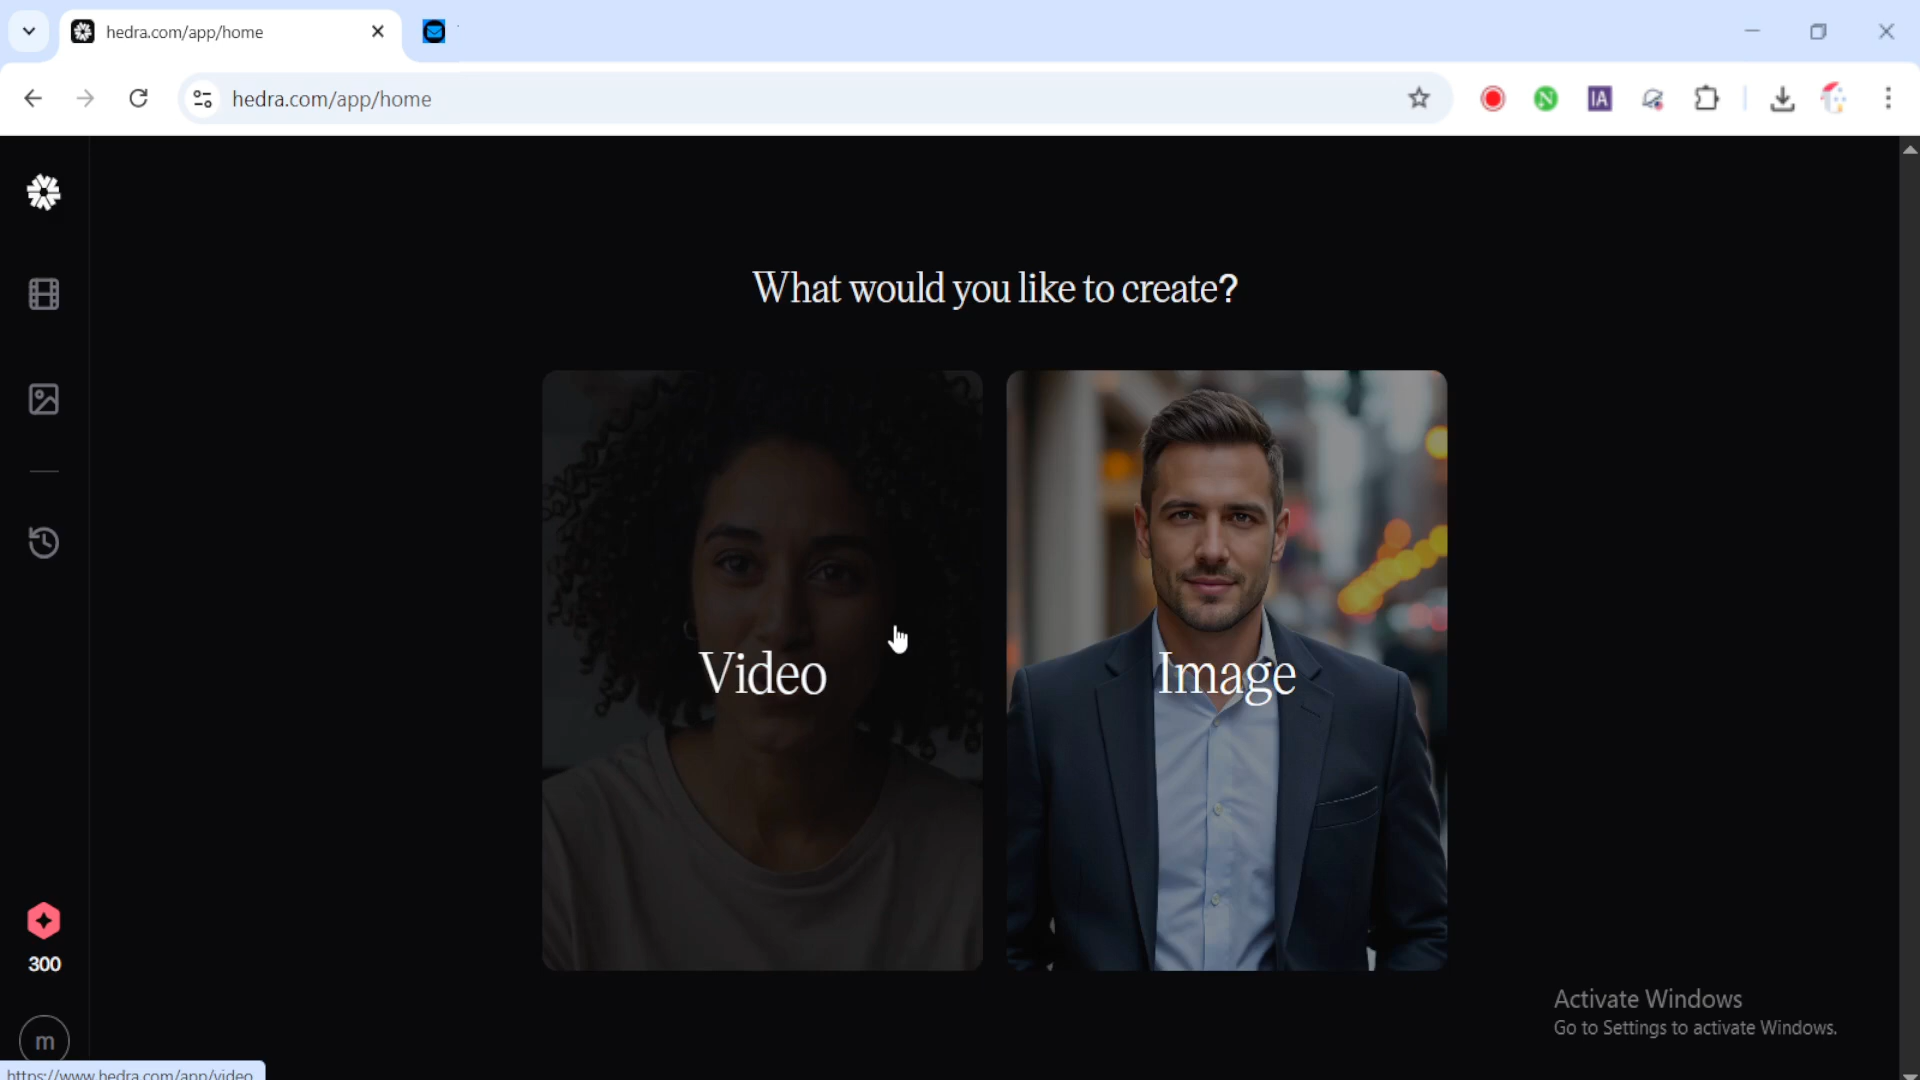 hedra.com/app/home
hedra.com/app/home
N
IA
What would you like to create?
Video
Image
300
m
Activate Windows
Go to Settings to activate Windows.
https://www.hedra.com/app/video